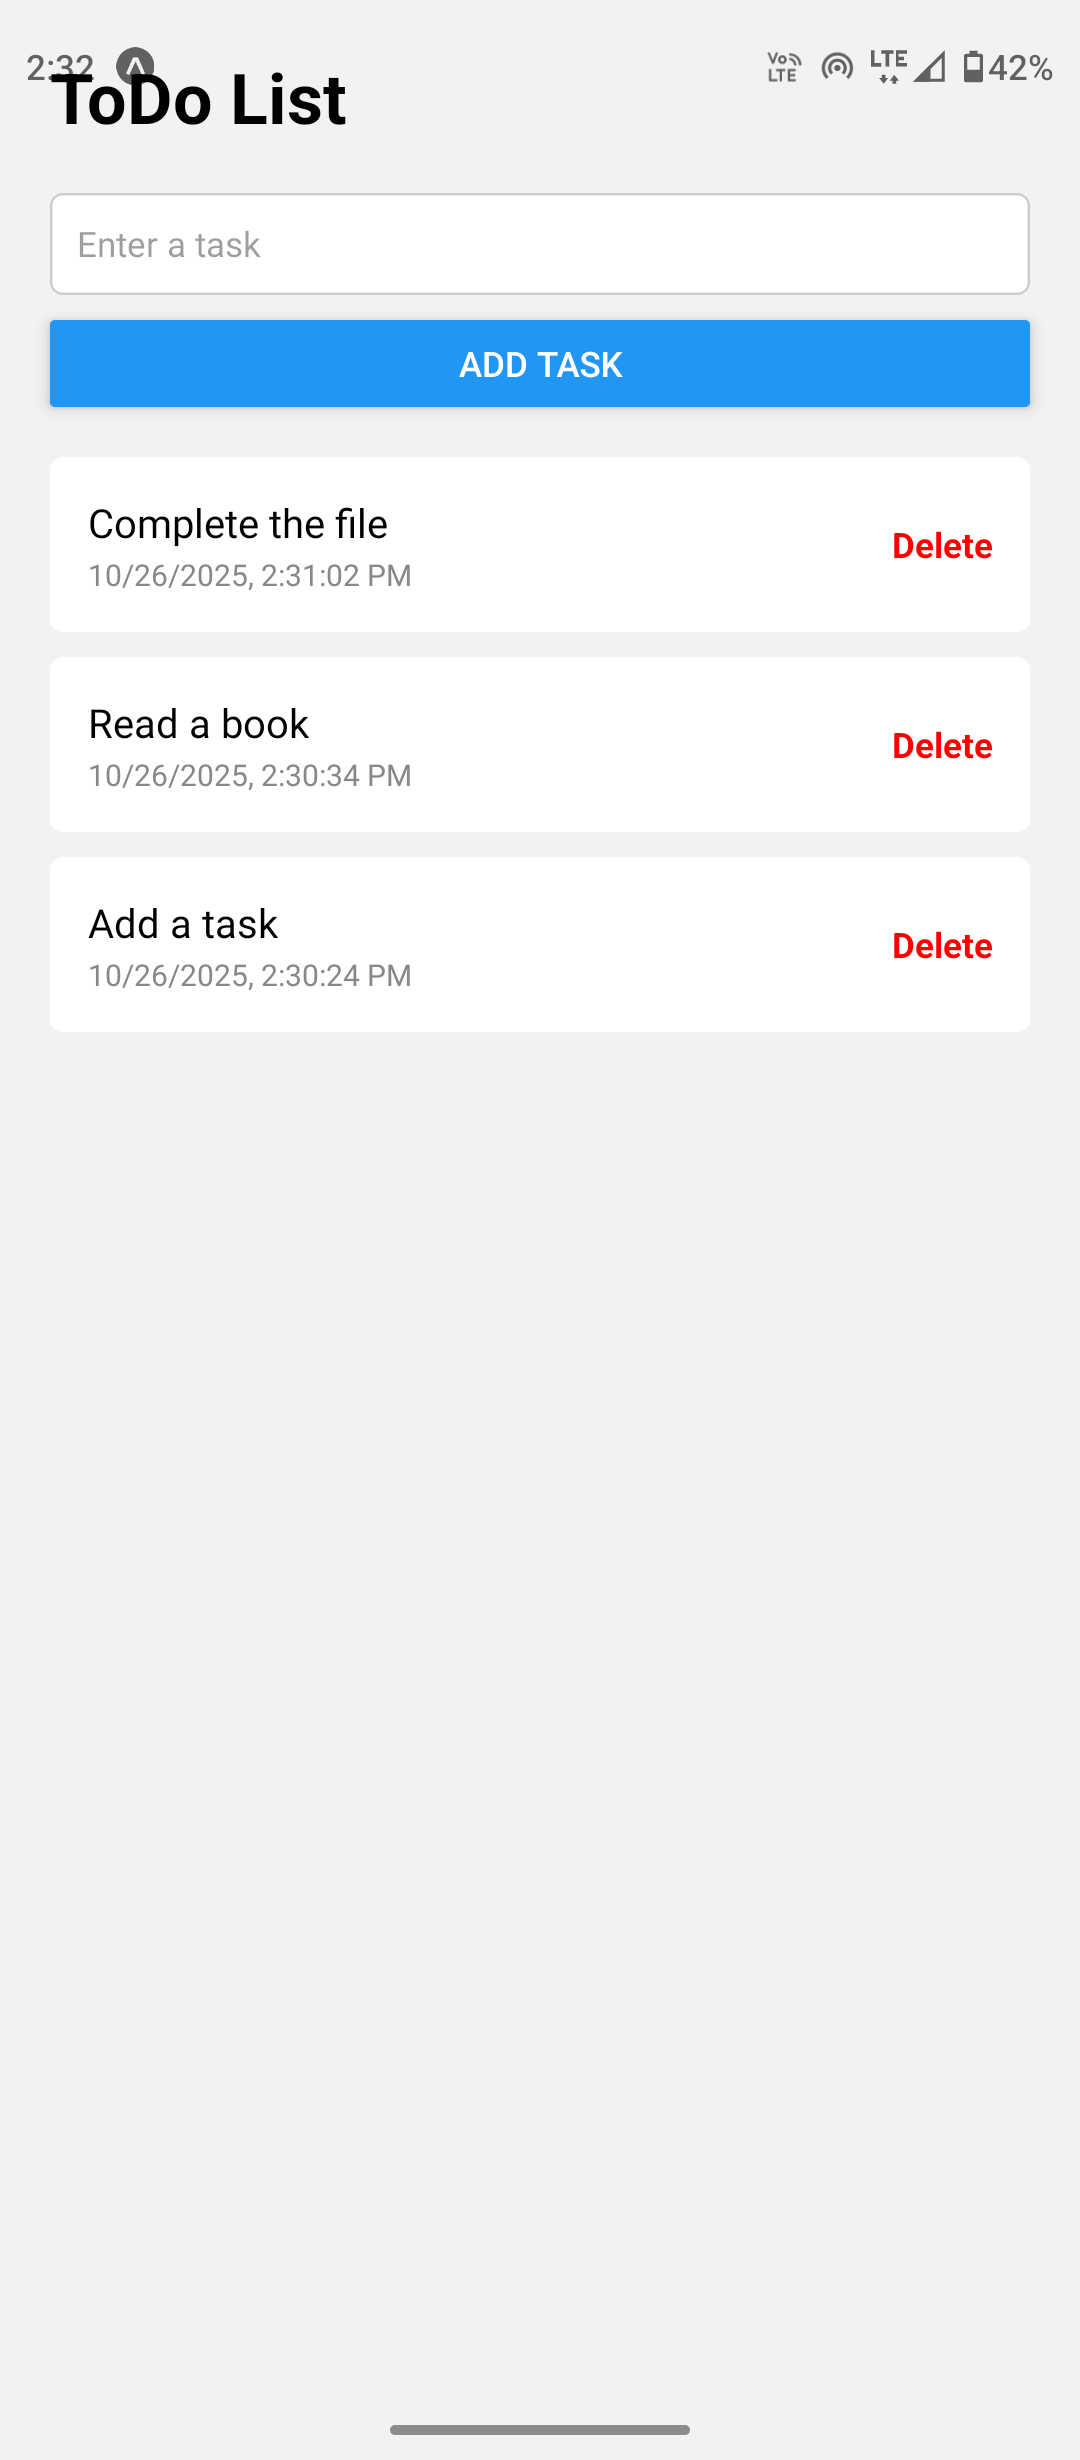 2:32 Vo LTE LTE 42%
ToDo List
Enter a task
ADD TASK
Complete the file
10/26/2025, 2:31:02 PM
Delete
Read a book
10/26/2025, 2:30:34 PM
Delete
Add a task
10/26/2025, 2:30:24 PM
Delete